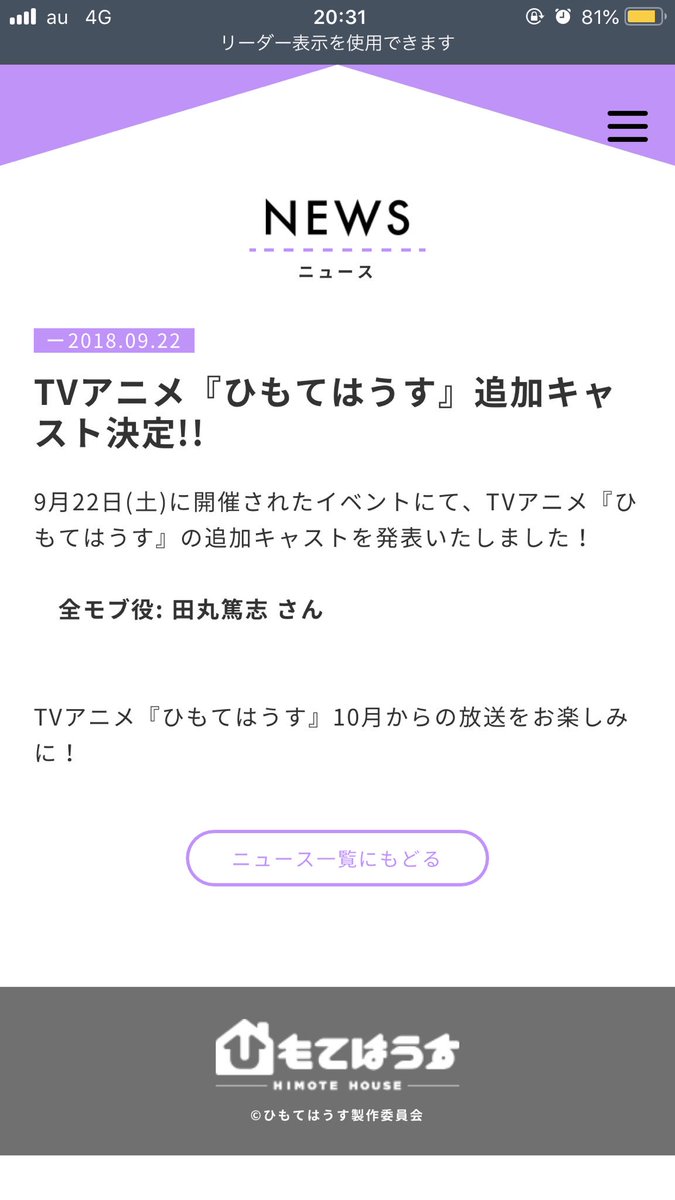 au 4G 20:31 81%
リーダー表示を使用できます
NEWS
ニュース
ー2018.09.22
TVアニメ『ひもてはうす』追加キャ
スト決定!!
9月22日(土)に開催されたイベントにて、TVアニメ『ひ
もてはうす』の追加キャストを発表いたしました！
全モブ役: 田丸篤志 さん
TVアニメ『ひもてはうす』10月からの放送をお楽しみ
に！
ニュース一覧にもどる
ひもてはうす
HIMOTE HOUSE
©ひもてはうす製作委員会